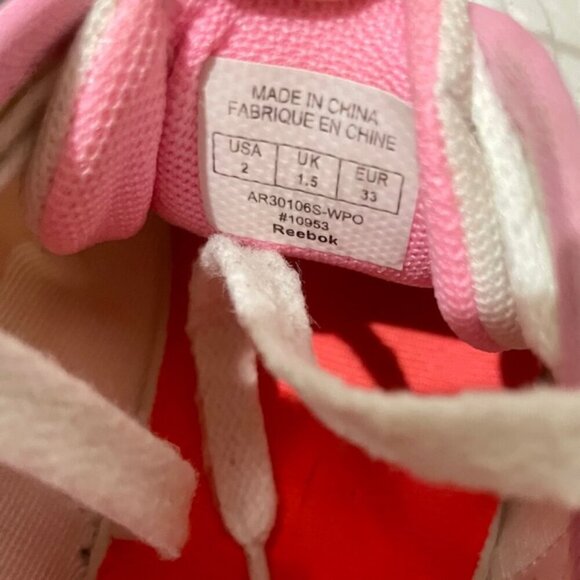 MADE IN CHINA
FABRIQUE EN CHINE
USA UK EUR
2 1.5 33
AR30106S-WPO
#10953
Reebok